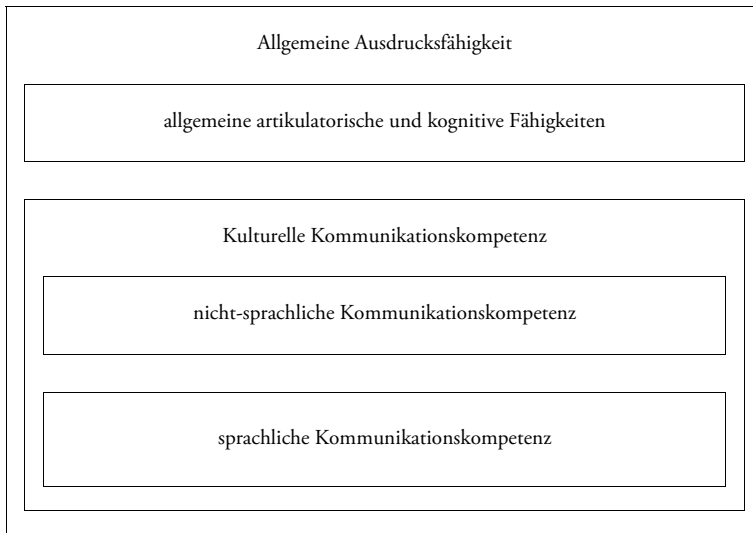 Allgemeine Ausdrucksfähigkeit
allgemeine artikulatorische und kognitive Fähigkeiten
Kulturelle Kommunikationskompetenz
nicht-sprachliche Kommunikationskompetenz
sprachliche Kommunikationskompetenz